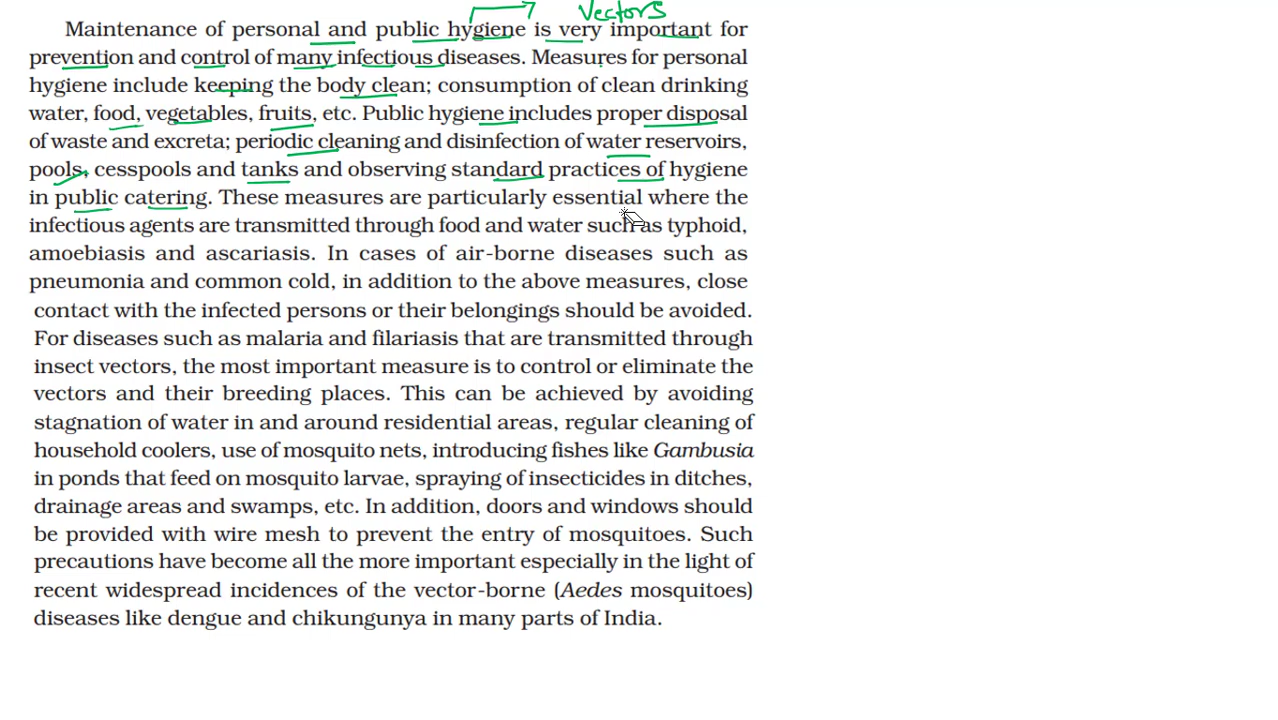 Vectors
Maintenance of personal and public hygiene is very important for
prevention and control of many infectious diseases. Measures for personal
hygiene include keeping the body clean; consumption of clean drinking
water, food, vegetables, fruits, etc. Public hygiene includes proper disposal
of waste and excreta; periodic cleaning and disinfection of water reservoirs,
pools, cesspools and tanks and observing standard practices of hygiene
in public catering. These measures are particularly essential where the
infectious agents are transmitted through food and water such as typhoid,
amoebiasis and ascariasis. In cases of air-borne diseases such as
pneumonia and common cold, in addition to the above measures, close
contact with the infected persons or their belongings should be avoided.
For diseases such as malaria and filariasis that are transmitted through
insect vectors, the most important measure is to control or eliminate the
vectors and their breeding places. This can be achieved by avoiding
stagnation of water in and around residential areas, regular cleaning of
household coolers, use of mosquito nets, introducing fishes like Gambusia
in ponds that feed on mosquito larvae, spraying of insecticides in ditches,
drainage areas and swamps, etc. In addition, doors and windows should
be provided with wire mesh to prevent the entry of mosquitoes. Such
precautions have become all the more important especially in the light of
recent widespread incidences of the vector-borne (Aedes mosquitoes)
diseases like dengue and chikungunya in many parts of India.